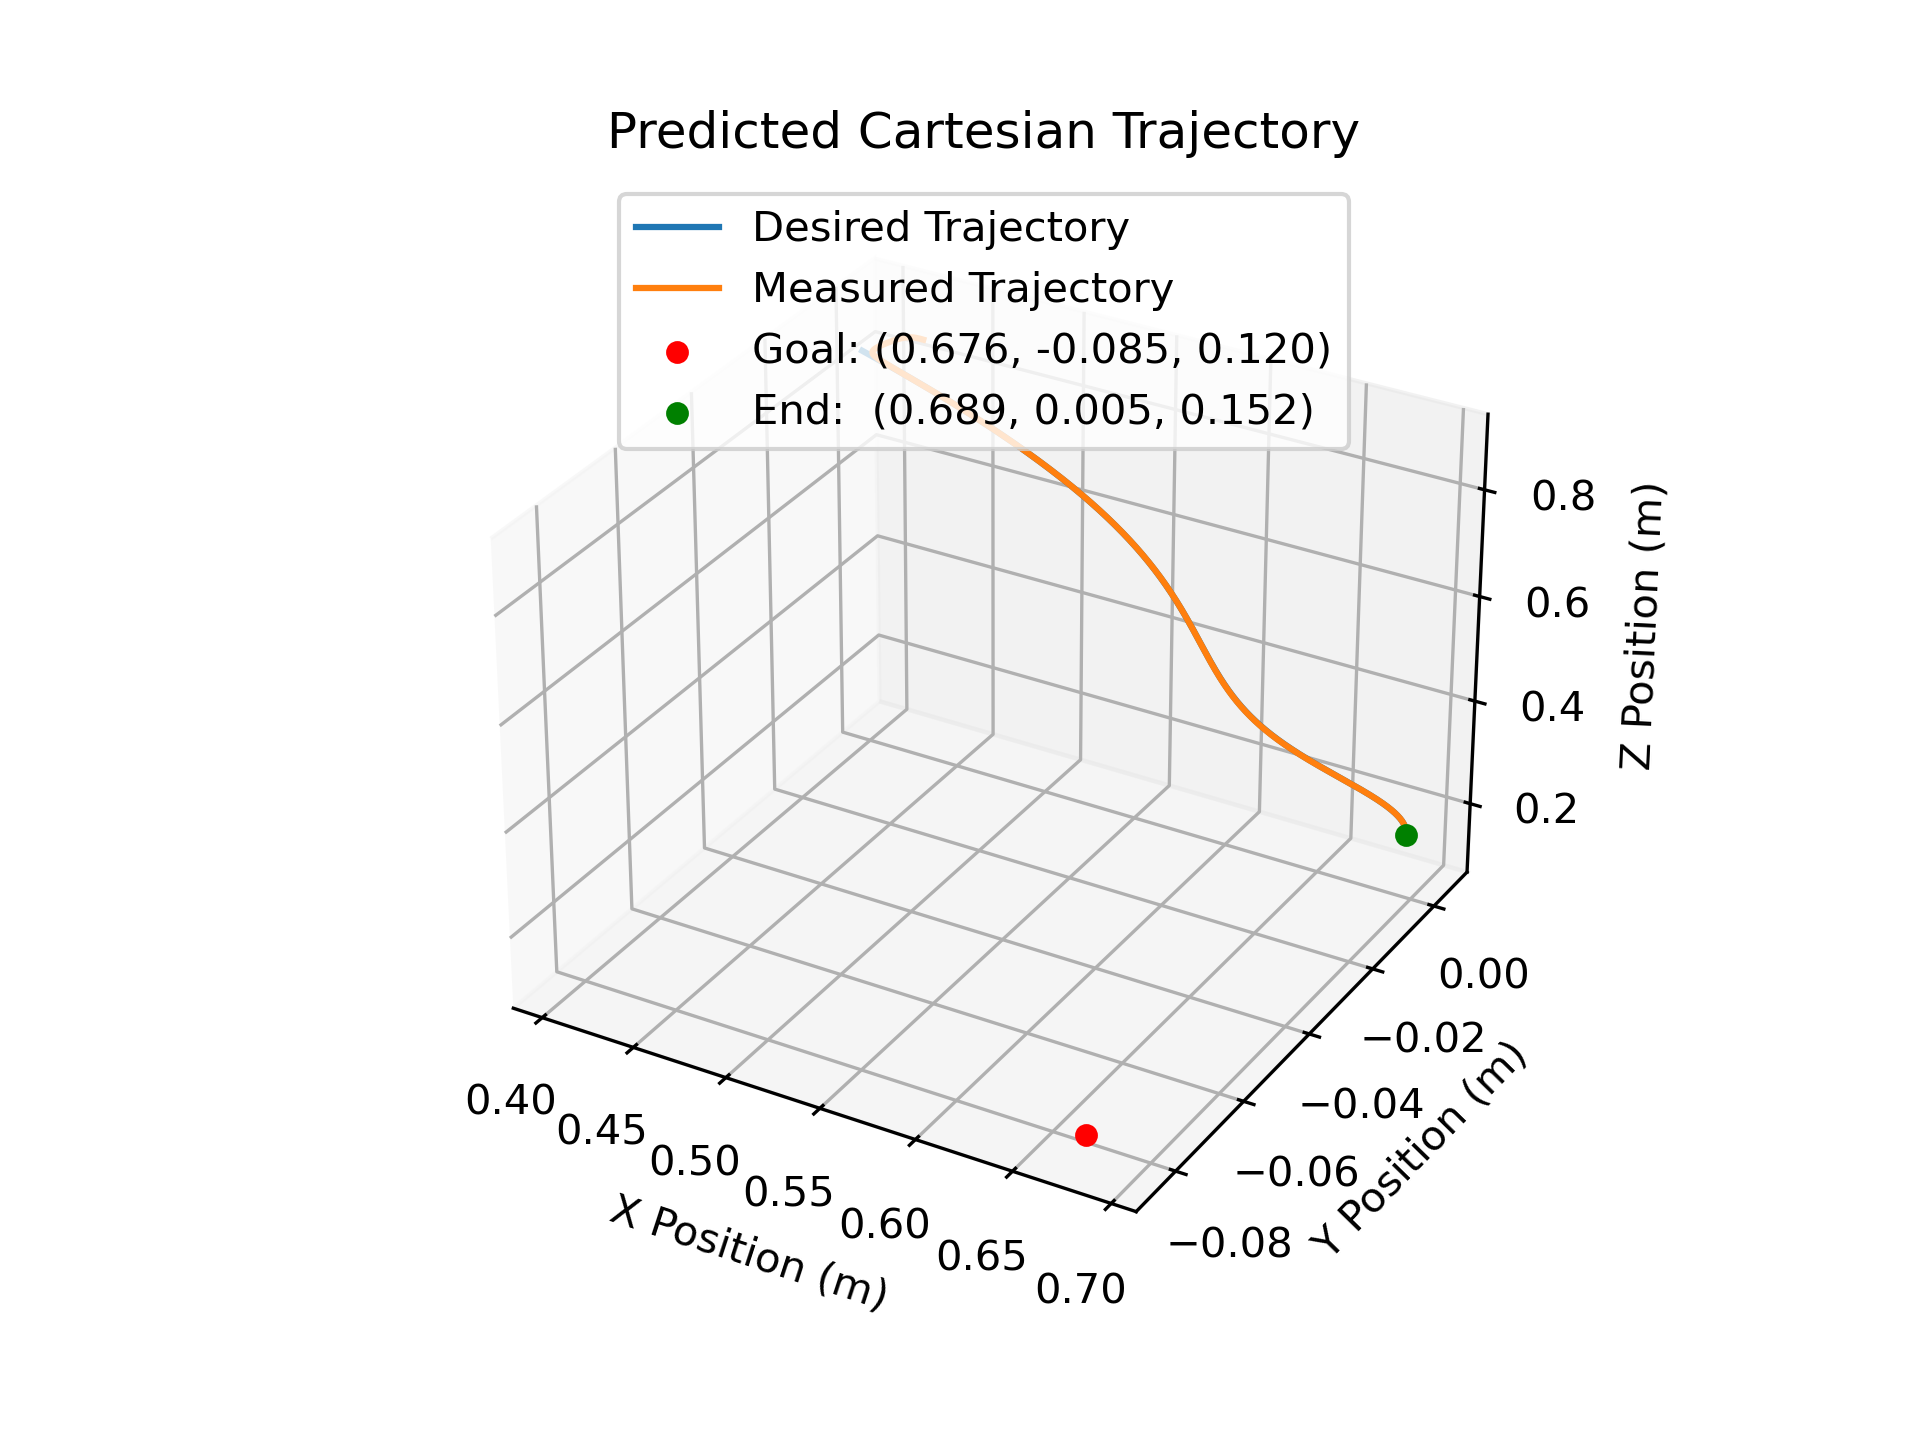 Predicted Cartesian Trajectory
Desired Trajectory
Measured Trajectory
Goal: (0.676, -0.085, 0.120)
End:  (0.689, 0.005, 0.152)
0.8
0.6
0.4
0.2
Z Position (m)
0.00
−0.02
−0.04
−0.06
−0.08
Y Position (m)
0.40
0.45
0.50
0.55
0.60
0.65
0.70
X Position (m)